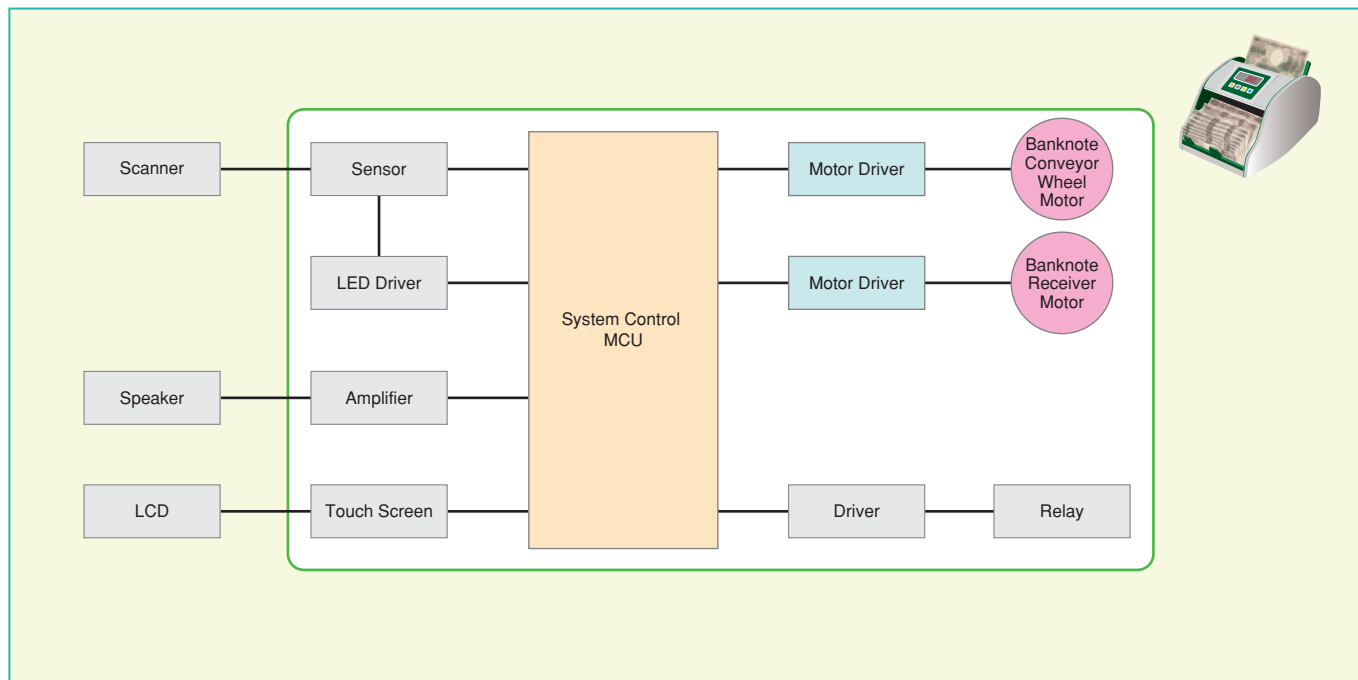 Scanner
Sensor
Motor Driver
Banknote
Conveyor
Wheel
Motor
LED Driver
Motor Driver
Banknote
Receiver
Motor
System Control
MCU
Speaker
Amplifier
LCD
Touch Screen
Driver
Relay